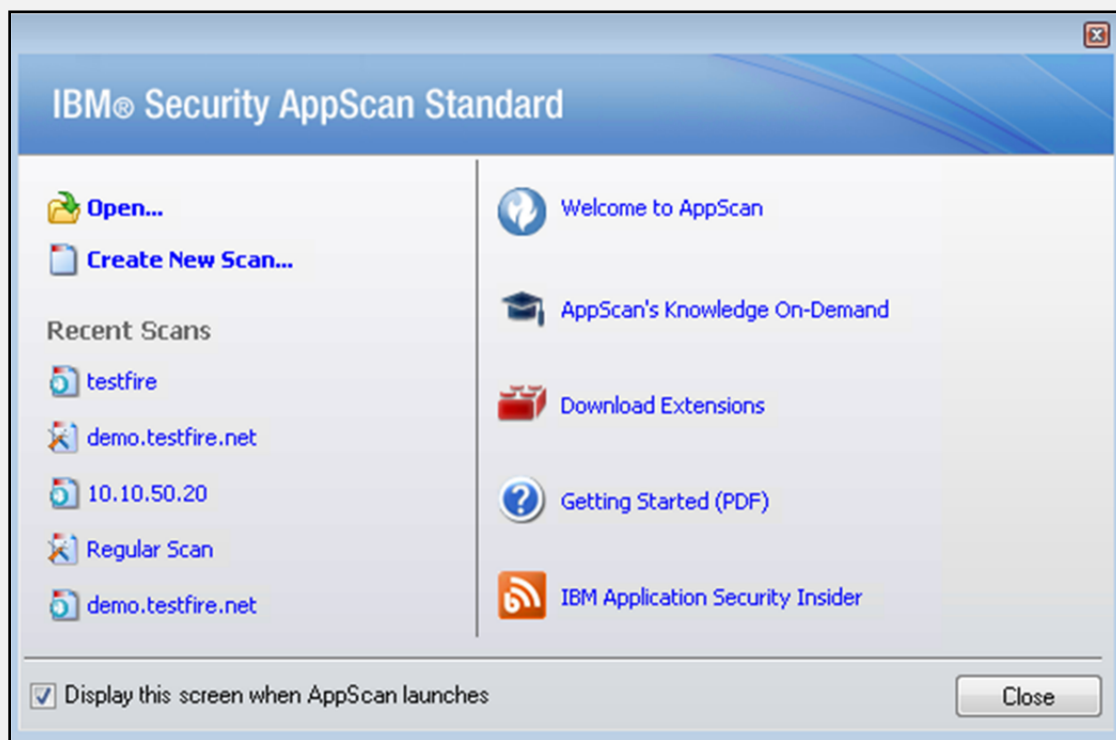 IBM® Security AppScan Standard
Open...
Create New Scan...
Recent Scans
testfire
demo.testfire.net
10.10.50.20
Regular Scan
demo.testfire.net
Welcome to AppScan
AppScan's Knowledge On-Demand
Download Extensions
Getting Started (PDF)
IBM Application Security Insider
Display this screen when AppScan launches
Close